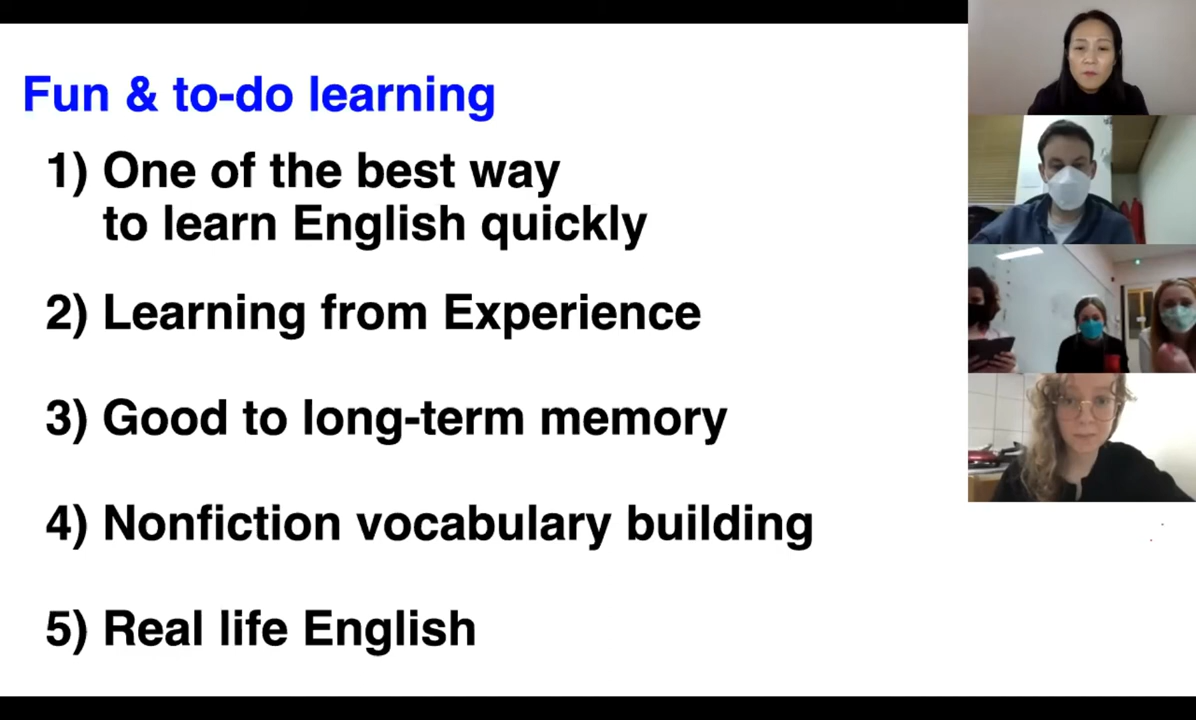 Fun & to-do learning
1) One of the best way
to learn English quickly
2) Learning from Experience
3) Good to long-term memory
4) Nonfiction vocabulary building
5) Real life English